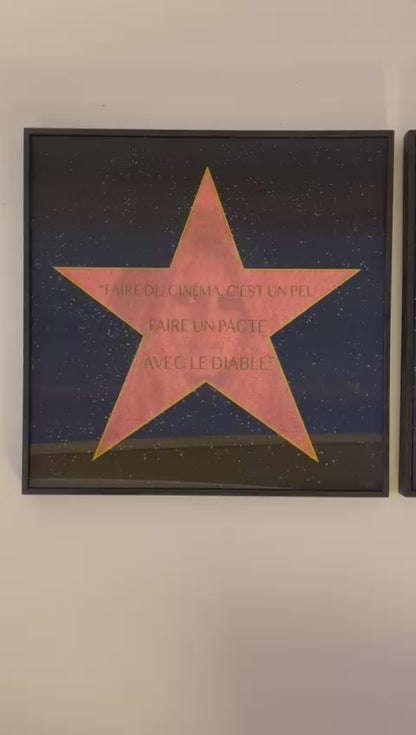 "FAIRE DU CINEMA, C'EST UN PEU
FAIRE UN PACTE
AVEC LE DIABLE"